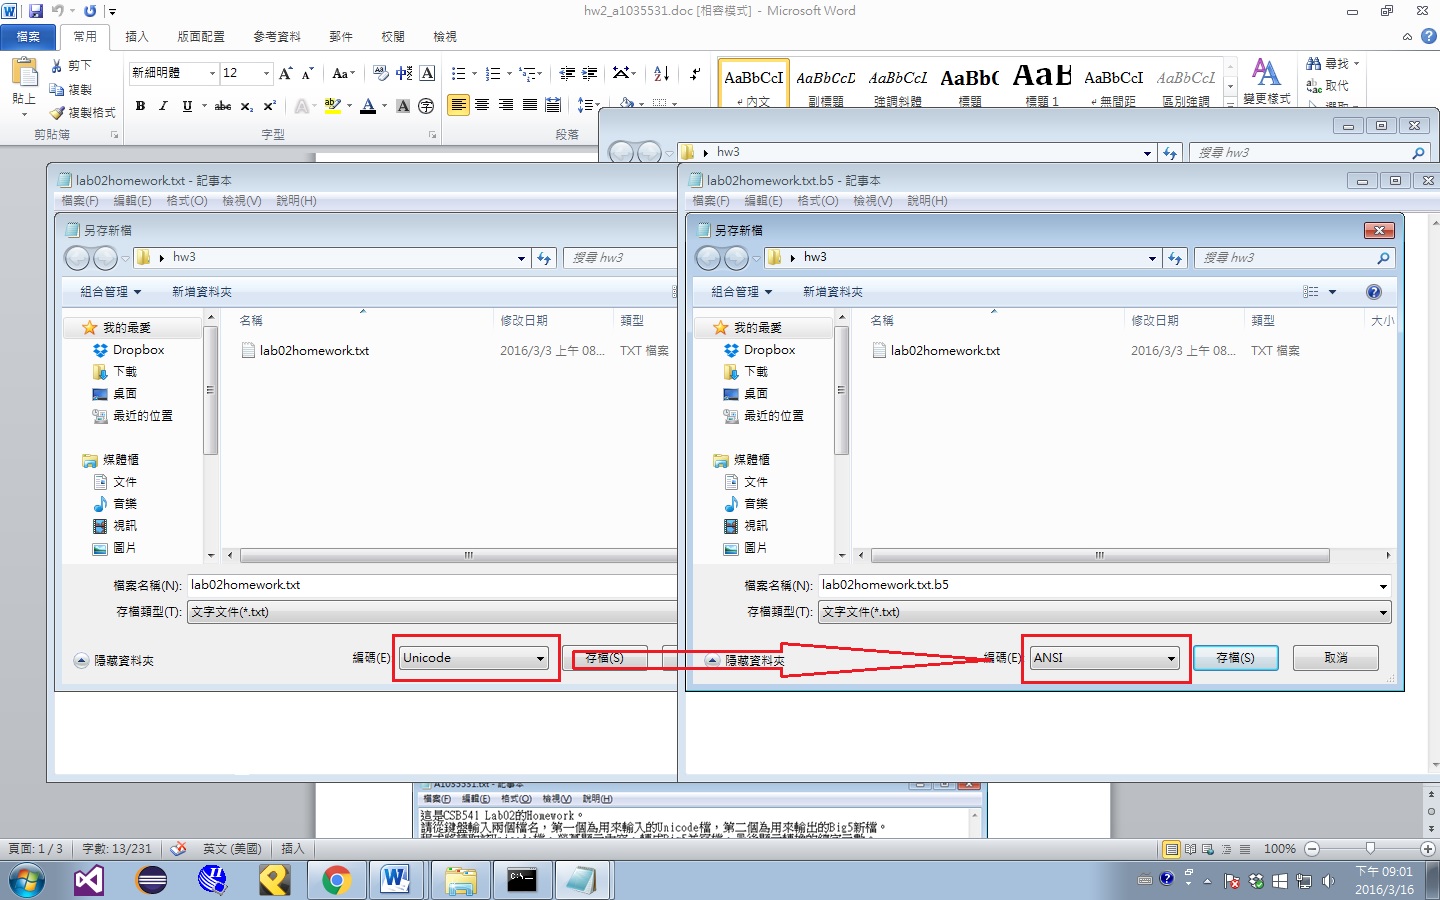 hw2_a1035531.doc [相容模式] - Microsoft Word
檔案 常用 插入 版面配置 參考資料 郵件 校閱 檢視
貼上 剪下 複製 複製格式
剪貼簿
新細明體 12
字型
段落
AaBbCcI AaBbCcD AaBbCcL AaBbC AaB AaBbCcI AaBbCcL
內文 副標題 強調斜體 標題 標題 1 無間距 區別強調
變更樣式
尋找
取代
hw3 搜尋 hw3
lab02homework.txt - 記事本
檔案(F) 編輯(E) 格式(O) 檢視(V) 說明(H)
另存新檔
hw3 搜尋 hw3
組合管理 新增資料夾
名稱 修改日期 類型
我的最愛
Dropbox
下載
桌面
最近的位置
媒體櫃
文件
音樂
視訊
圖片
lab02homework.txt 2016/3/3 上午 08... TXT 檔案
檔案名稱(N): lab02homework.txt
存檔類型(T): 文字文件(*.txt)
隱藏資料夾 編碼(E) Unicode 存檔(S)
lab02homework.txt.b5 - 記事本
檔案(F) 編輯(E) 格式(O) 檢視(V) 說明(H)
另存新檔
hw3 搜尋 hw3
組合管理 新增資料夾
名稱 修改日期 類型 大小
我的最愛
Dropbox
下載
桌面
最近的位置
媒體櫃
文件
音樂
視訊
圖片
lab02homework.txt 2016/3/3 上午 08... TXT 檔案
檔案名稱(N): lab02homework.txt.b5
存檔類型(T): 文字文件(*.txt)
隱藏資料夾 編碼(E) ANSI 存檔(S) 取消
A1035531.txt - 記事本
檔案(F) 編輯(E) 格式(O) 檢視(V) 說明(H)
這是CSB541 Lab02的Homework。
請從鍵盤輸入兩個檔名，第一個為用來輸入的Unicode檔，第二個為用來輸出的Big5新檔。
頁面: 1 / 3 字數: 13/231 英文 (美國) 插入 100%
下午 09:01
2016/3/16